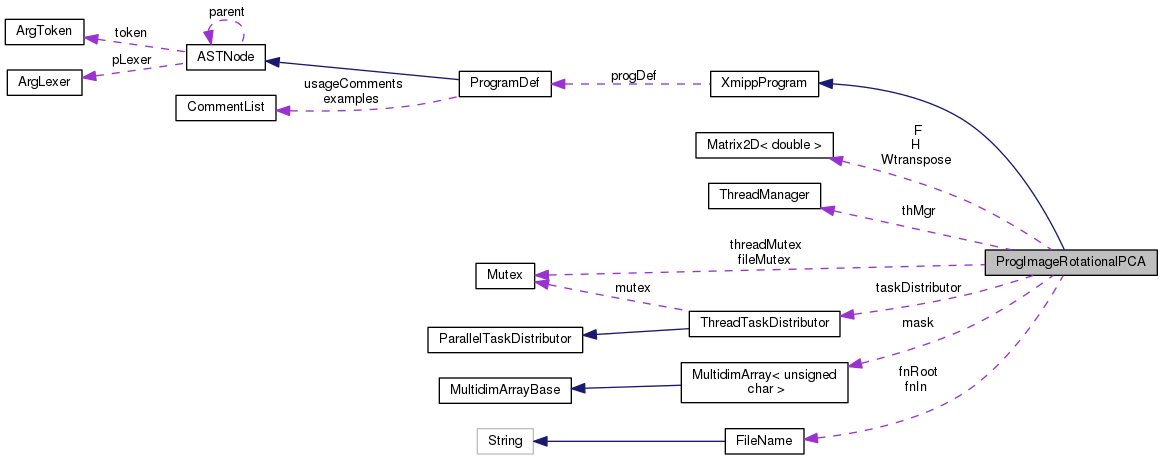 parent
ArgToken
token
ASTNode
pLexer
ArgLexer
usageComments
examples
CommentList
ProgramDef
progDef
XmippProgram
F
H
Wtranspose
Matrix2D< double >
ThreadManager
thMgr
ProgImageRotationalPCA
threadMutex
fileMutex
Mutex
mutex
taskDistributor
ThreadTaskDistributor
ParallelTaskDistributor
mask
MultidimArray< unsigned
char >
MultidimArrayBase
fnRoot
fnIn
String
FileName